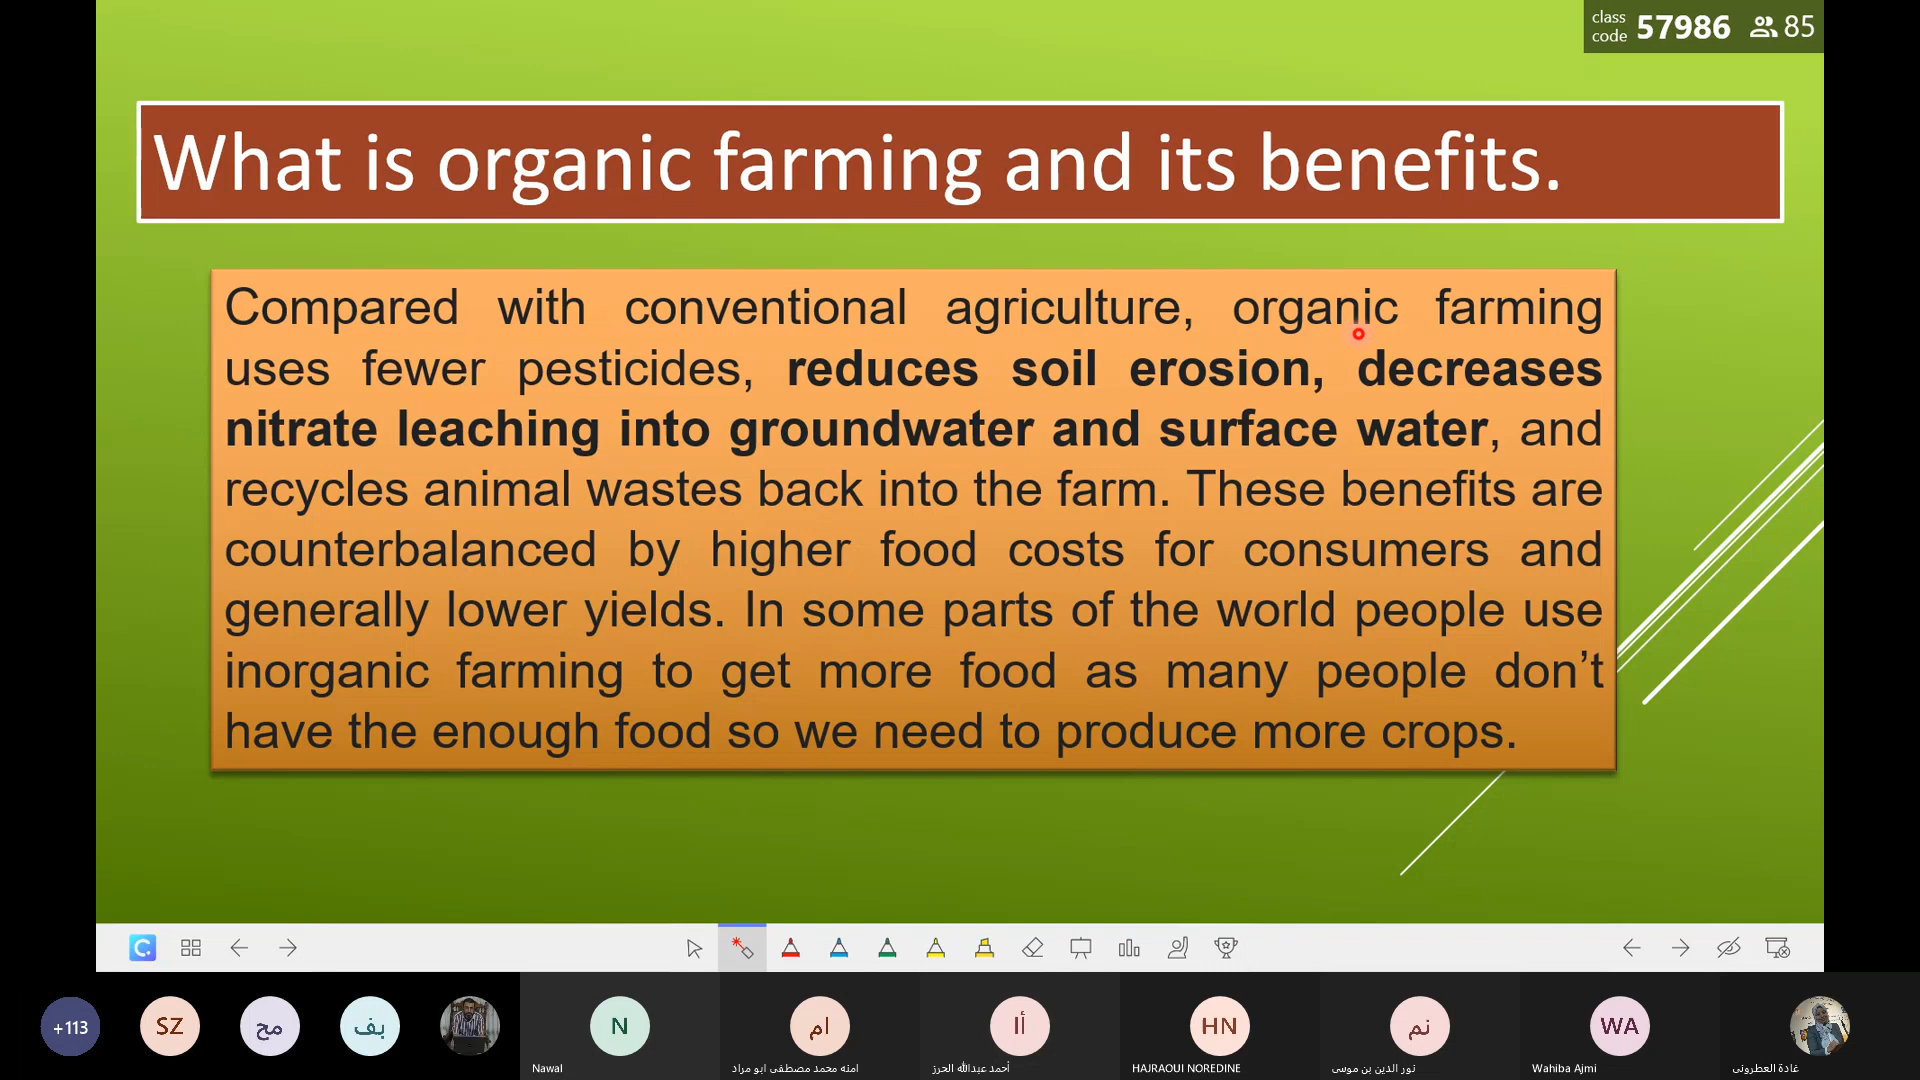 class code 57986 85
What is organic farming and its benefits.
Compared with conventional agriculture, organic farming
uses fewer pesticides, reduces soil erosion, decreases
nitrate leaching into groundwater and surface water, and
recycles animal wastes back into the farm. These benefits are
counterbalanced by higher food costs for consumers and
generally lower yields. In some parts of the world people use
inorganic farming to get more food as many people don’t
have the enough food so we need to produce more crops.
+113 SZ مح بف N ام أا HN نم WA
Nawal امنه محمد مصطفى ابو مراد أحمد عبدالله الحرز HAJRAOUI NOREDINE نور الدين بن موسى Wahiba Ajmi غادة العطرونى